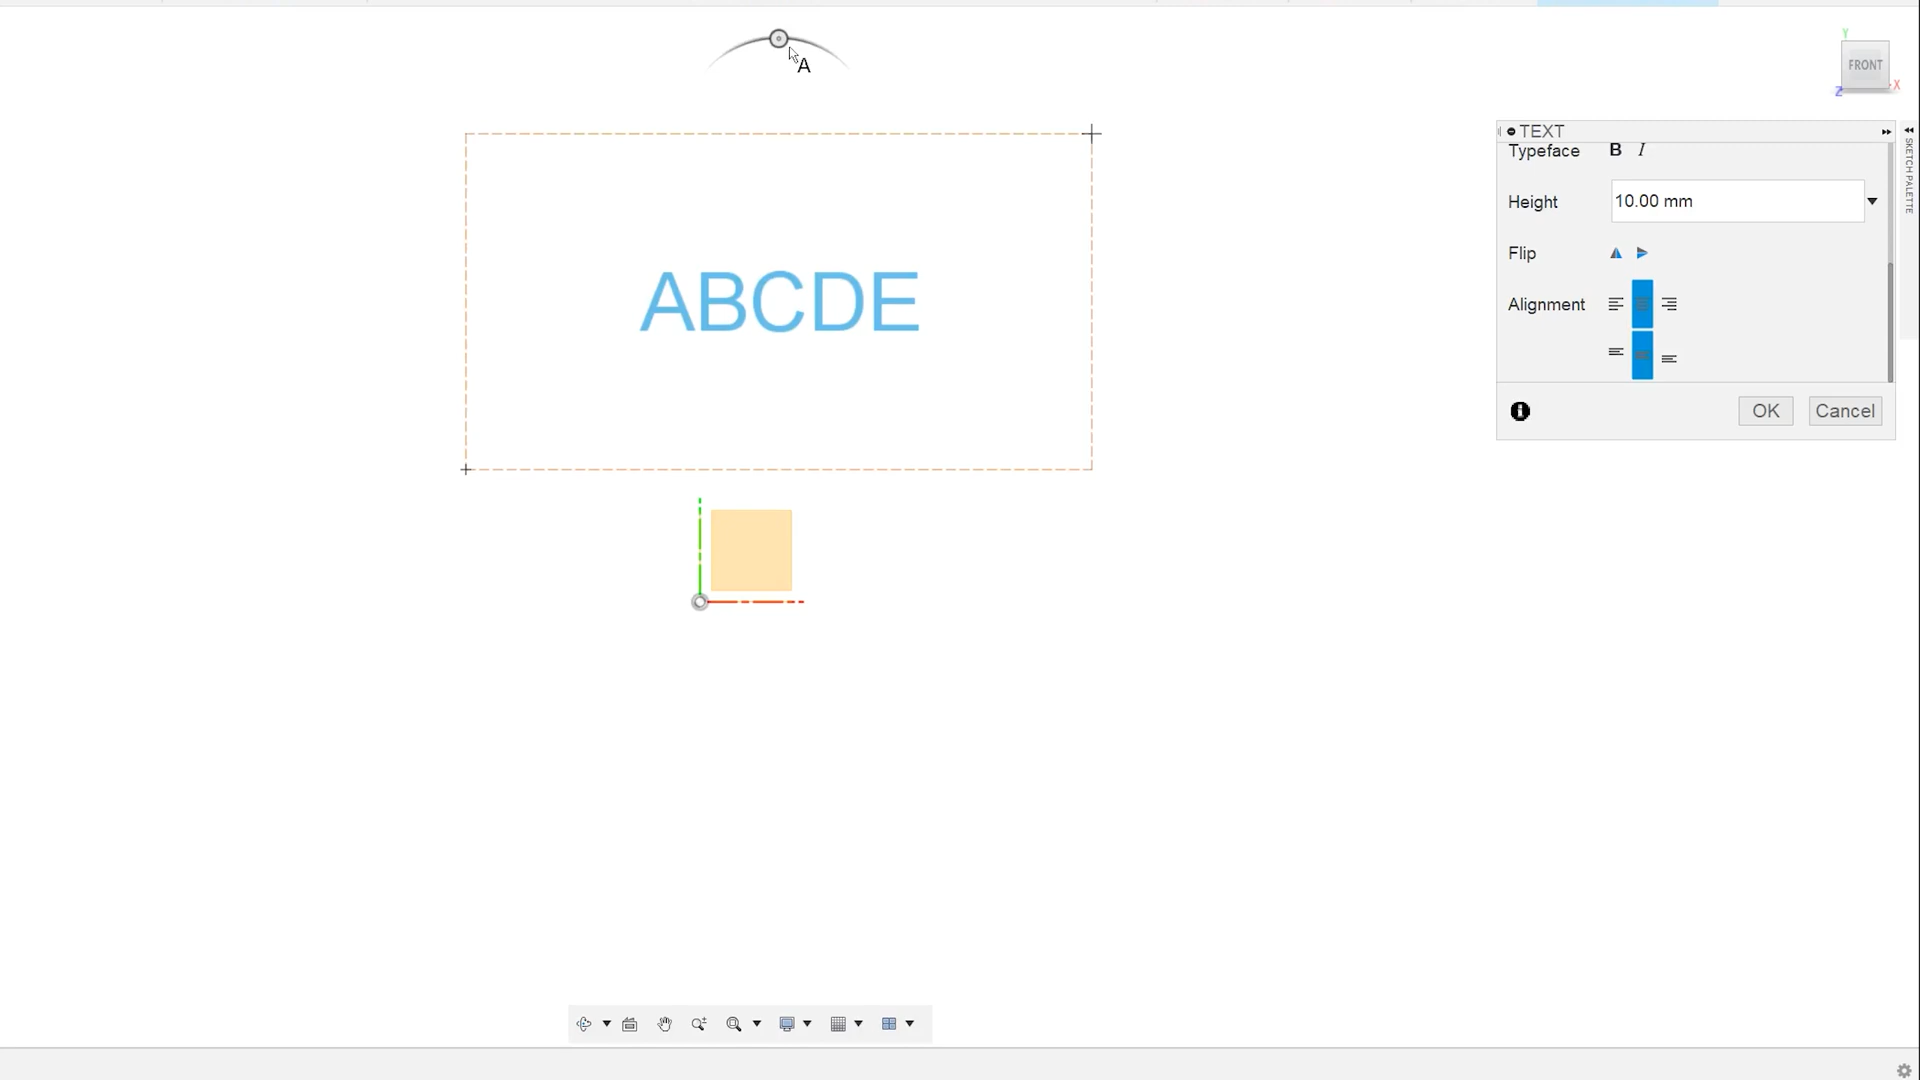 A
Y
FRONT
X
Z
TEXT
SKETCH PALETTE
Typeface B I
Height 10.00 mm
ABCDE
Flip
Alignment
OK Cancel